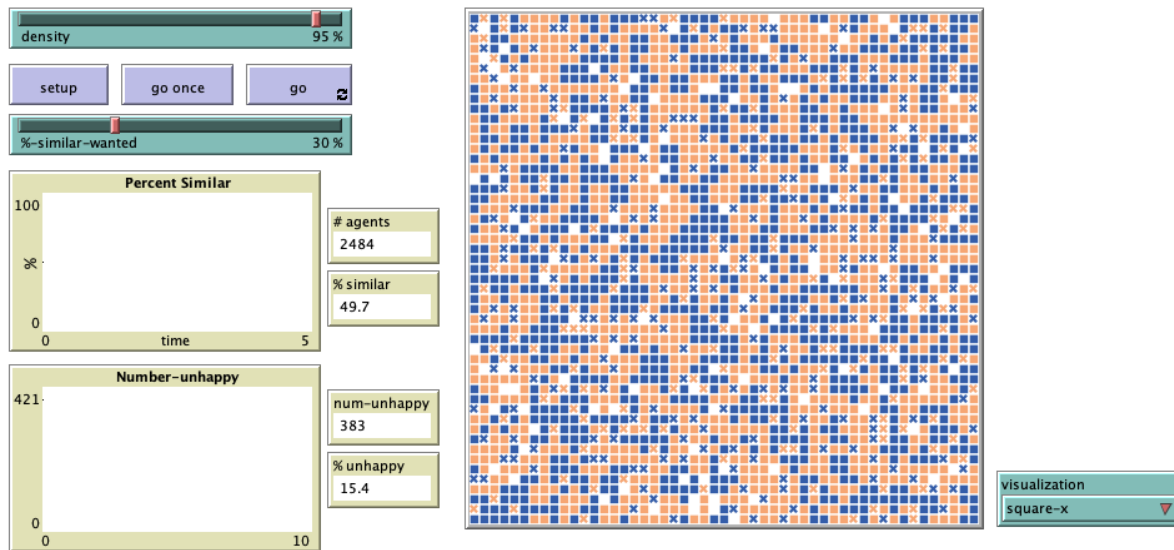 density 95 %
setup
go once
go
%-similar-wanted 30 %
Percent Similar
100
%
0
0 time 5
# agents
2484
% similar
49.7
Number-unhappy
421
0
0 10
num-unhappy
383
% unhappy
15.4
visualization
square-x